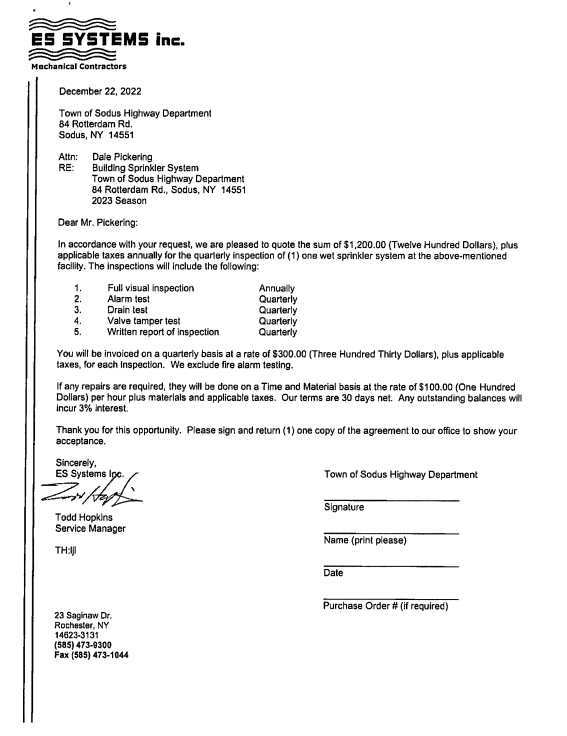 ES SYSTEMS inc.
Mechanical Contractors
December 22, 2022
Town of Sodus Highway Department
84 Rotterdam Rd.
Sodus, NY 14551
Attn: Dale Pickering
RE: Building Sprinkler System
Town of Sodus Highway Department
84 Rotterdam Rd., Sodus, NY 14551
2023 Season
Dear Mr. Pickering:
In accordance with your request, we are pleased to quote the sum of $1,200.00 (Twelve Hundred Dollars), plus
applicable taxes annually for the quarterly inspection of (1) one wet sprinkler system at the above-mentioned
facility. The inspections will include the following:
1. Full visual inspection Annually
2. Alarm test Quarterly
3. Drain test Quarterly
4. Valve tamper test Quarterly
5. Written report of inspection Quarterly
You will be invoiced on a quarterly basis at a rate of $300.00 (Three Hundred Thirty Dollars), plus applicable
taxes, for each inspection. We exclude fire alarm testing.
If any repairs are required, they will be done on a Time and Material basis at the rate of $100.00 (One Hundred
Dollars) per hour plus materials and applicable taxes. Our terms are 30 days net. Any outstanding balances will
incur 3% interest.
Thank you for this opportunity. Please sign and return (1) one copy of the agreement to our office to show your
acceptance.
Sincerely,
ES Systems Inc.
Todd Hopkins
Service Manager
TH:ljl
Town of Sodus Highway Department
Signature
Name (print please)
Date
Purchase Order # (if required)
23 Saginaw Dr.
Rochester, NY
14623-3131
(585) 473-9300
Fax (585) 473-1044